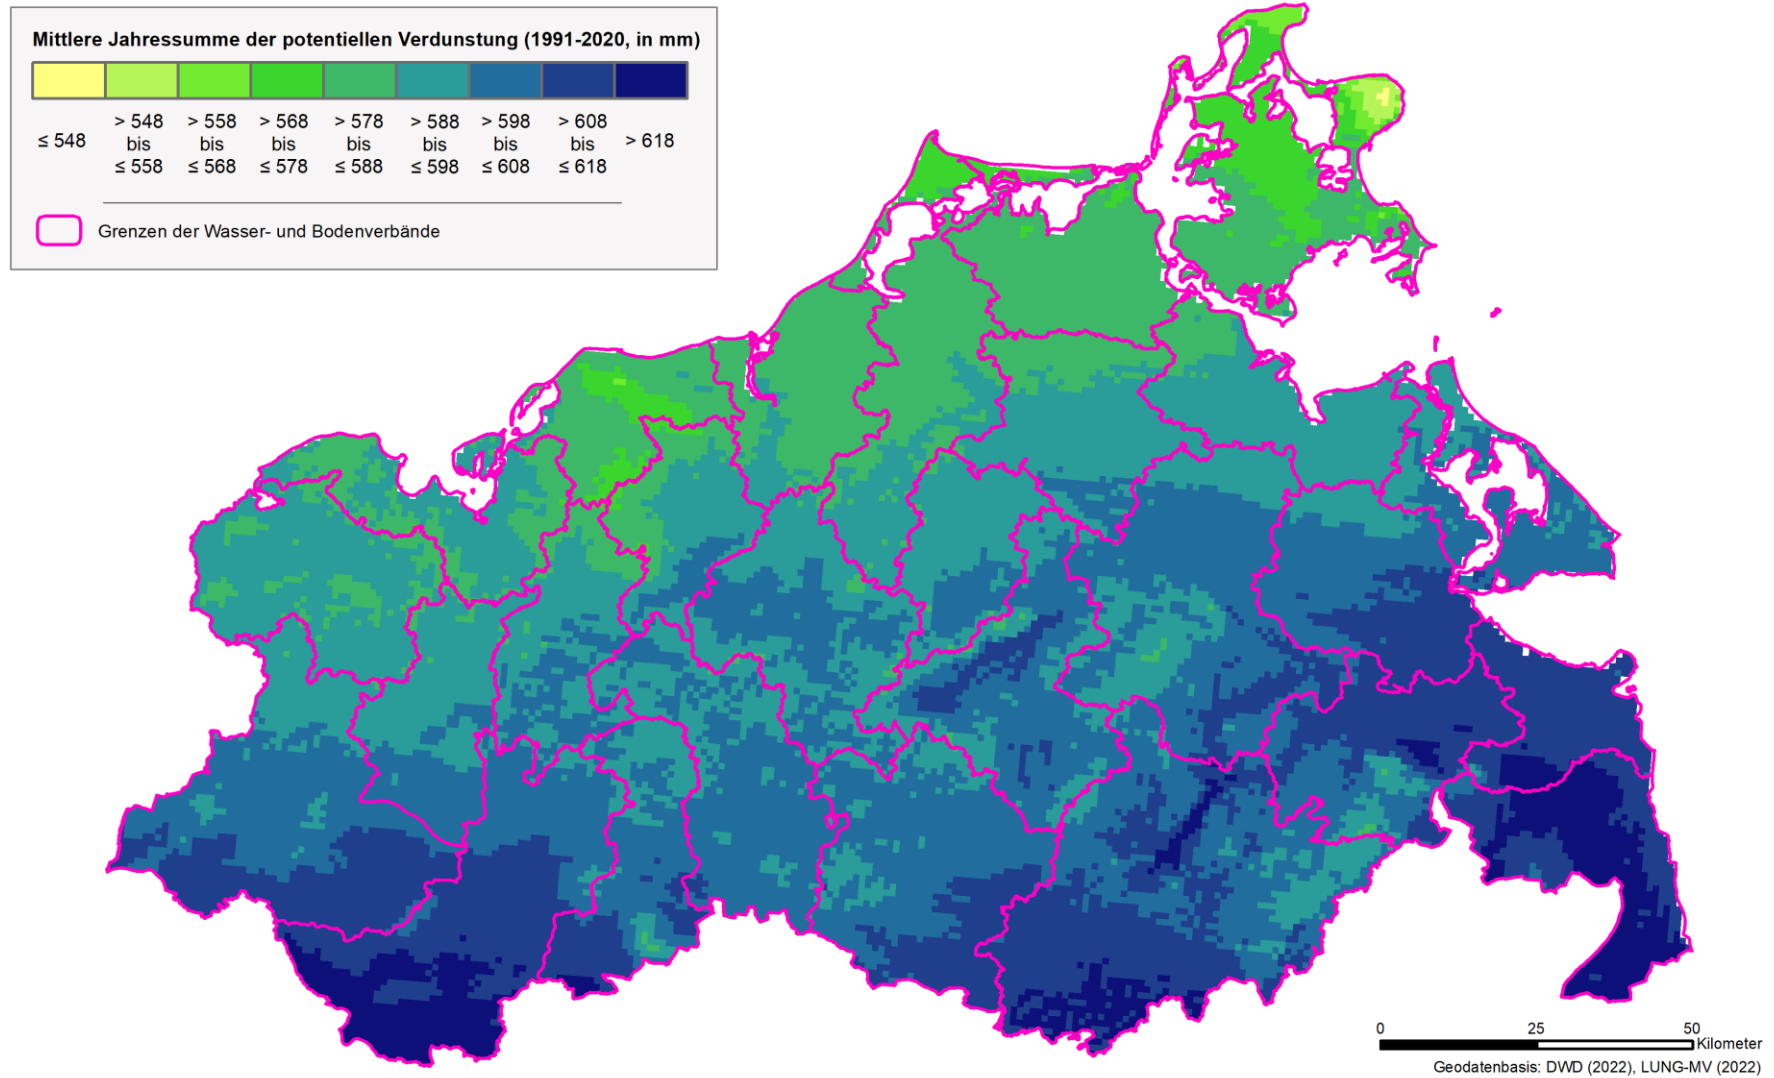 Mittlere Jahressumme der potentiellen Verdunstung (1991-2020, in mm)
≤ 548
> 548 bis ≤ 558
> 558 bis ≤ 568
> 568 bis ≤ 578
> 578 bis ≤ 588
> 588 bis ≤ 598
> 598 bis ≤ 608
> 608 bis ≤ 618
> 618
Grenzen der Wasser- und Bodenverbände
0 25 50
Kilometer
Geodatenbasis: DWD (2022), LUNG-MV (2022)